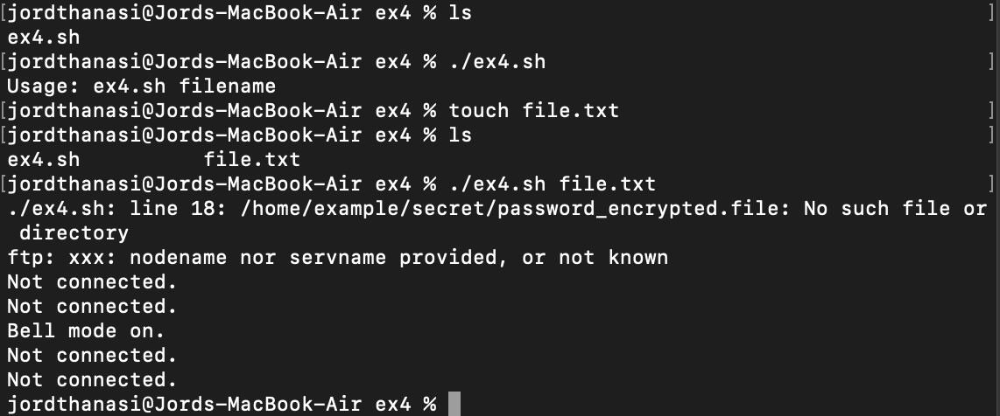 [jordthanasi@Jords-MacBook-Air ex4 % ls ]
ex4.sh
[jordthanasi@Jords-MacBook-Air ex4 % ./ex4.sh ]
Usage: ex4.sh filename
[jordthanasi@Jords-MacBook-Air ex4 % touch file.txt ]
[jordthanasi@Jords-MacBook-Air ex4 % ls ]
ex4.sh file.txt
[jordthanasi@Jords-MacBook-Air ex4 % ./ex4.sh file.txt ]
./ex4.sh: line 18: /home/example/secret/password_encrypted.file: No such file or
directory
ftp: xxx: nodename nor servname provided, or not known
Not connected.
Not connected.
Bell mode on.
Not connected.
Not connected.
jordthanasi@Jords-MacBook-Air ex4 %